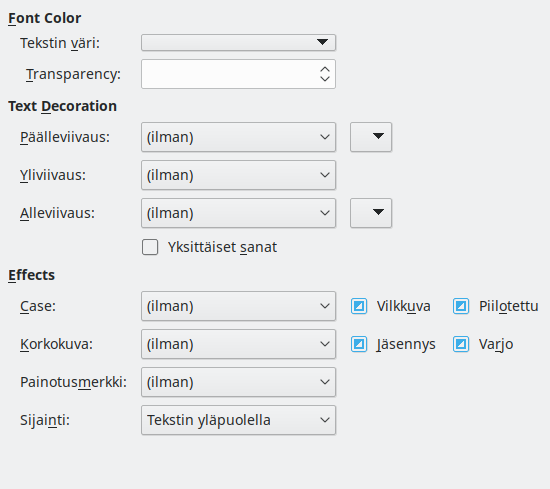 Font Color
Tekstin väri:
Transparency:
Text Decoration
Päälleviivaus: (ilman)
Yliviivaus: (ilman)
Alleviivaus: (ilman)
Yksittäiset sanat
Effects
Case: (ilman) Vilkkuva Piilotettu
Korkokuva: (ilman) Jäsennys Varjo
Painotusmerkki: (ilman)
Sijainti: Tekstin yläpuolella